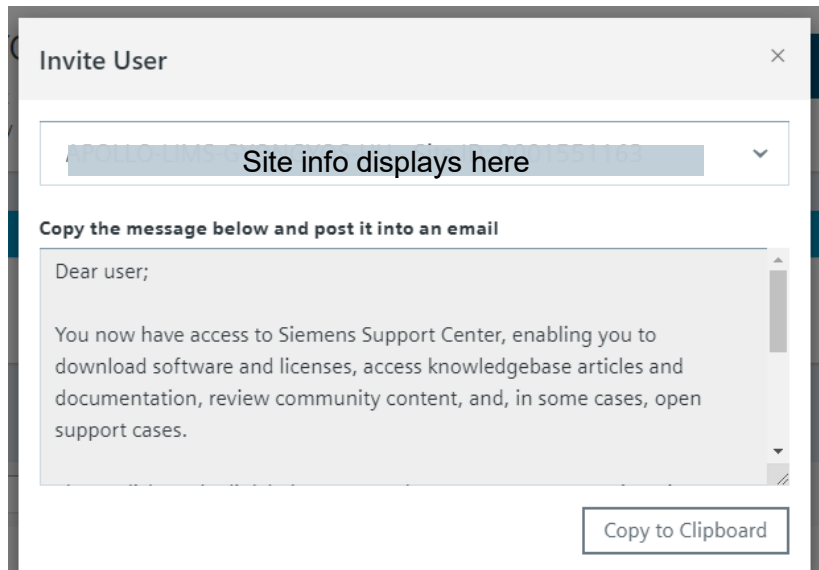 Invite User
Site info displays here
Copy the message below and post it into an email
Dear user;
You now have access to Siemens Support Center, enabling you to
download software and licenses, access knowledgebase articles and
documentation, review community content, and, in some cases, open
support cases.
Copy to Clipboard